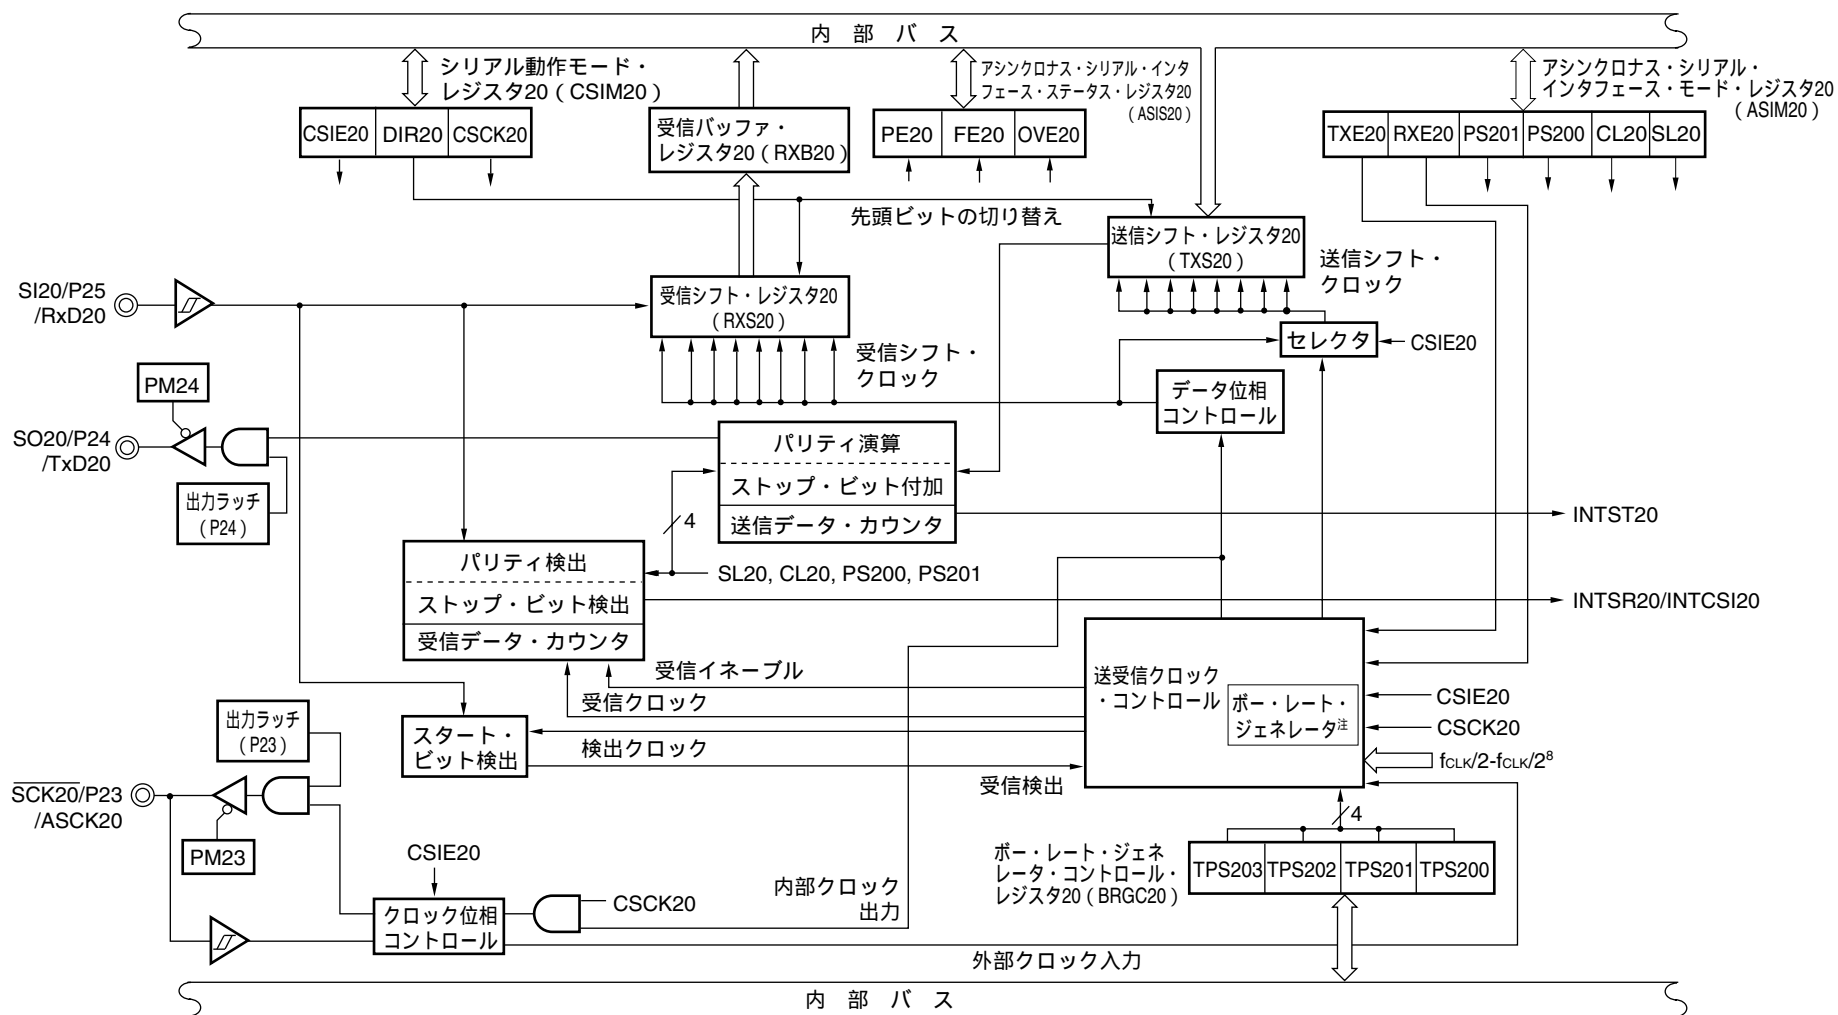 内 部 バ ス
シリアル動作モード・
レジスタ20（CSIM20）
CSIE20 DIR20 CSCK20
受信バッファ・
レジスタ20（RXB20）
アシンクロナス・シリアル・インタ
フェース・ステータス・レジスタ20
（ASIS20）
PE20 FE20 OVE20
アシンクロナス・シリアル・
インタフェース・モード・レジスタ20
（ASIM20）
TXE20 RXE20 PS201 PS200 CL20 SL20
先頭ビットの切り替え
送信シフト・レジスタ20
（TXS20）
送信シフト・
クロック
SI20/P25
/RxD20
受信シフト・レジスタ20
（RXS20）
受信シフト・
クロック
セレクタ
CSIE20
データ位相
コントロール
PM24
SO20/P24
/TxD20
出力ラッチ
（P24）
パリティ演算
ストップ・ビット付加
送信データ・カウンタ
4
INTST20
パリティ検出
ストップ・ビット検出
受信データ・カウンタ
SL20, CL20, PS200, PS201
INTSR20/INTCSI20
受信イネーブル
受信クロック
検出クロック
受信検出
スタート・
ビット検出
送受信クロック
・コントロール
ボー・レート・
ジェネレータ注
CSIE20
CSCK20
fCLK/2-fCLK/2⁸
4
出力ラッチ
（P23）
SCK20/P23
/ASCK20
PM23
CSIE20
クロック位相
コントロール
CSCK20
内部クロック
出力
外部クロック入力
ボー・レート・ジェネ
レータ・コントロール・
レジスタ20（BRGC20）
TPS203 TPS202 TPS201 TPS200
内 部 バ ス